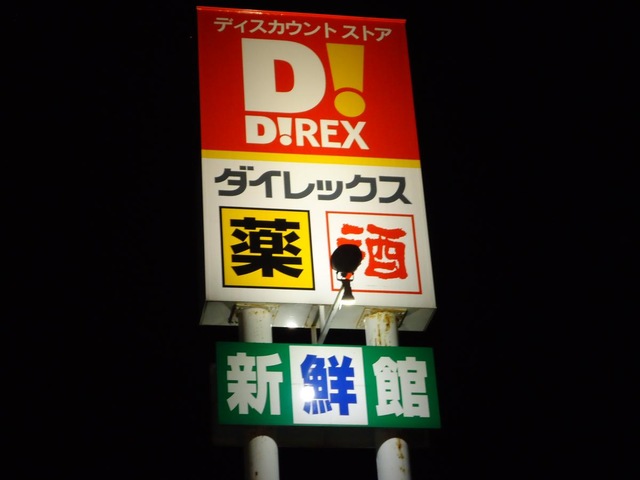 ディスカウント ストア
D!
D!REX
ダイレックス
薬 酒
新鮮館